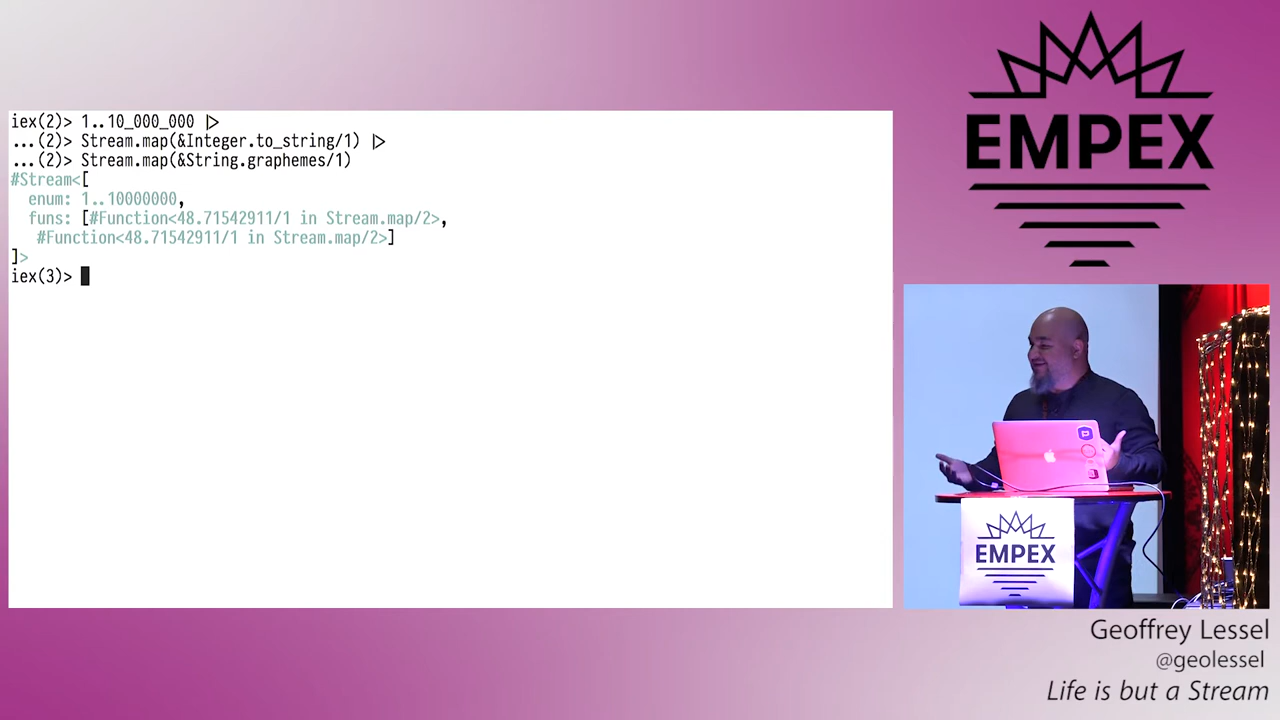 iex(2)> 1..10_000_000 |>
...(2)> Stream.map(&Integer.to_string/1) |>
...(2)> Stream.map(&String.graphemes/1)
#Stream<[
  enum: 1..10000000,
  funs: [#Function<48.71542911/1 in Stream.map/2>,
   #Function<48.71542911/1 in Stream.map/2>]
]>
iex(3)>
EMPEX
EMPEX
Geoffrey Lessel
@geolessel
Life is but a Stream